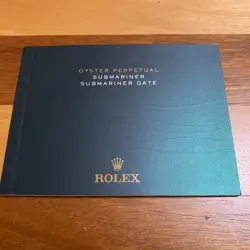 OYSTER PERPETUAL
SUBMARINER
SUBMARINER DATE
ROLEX